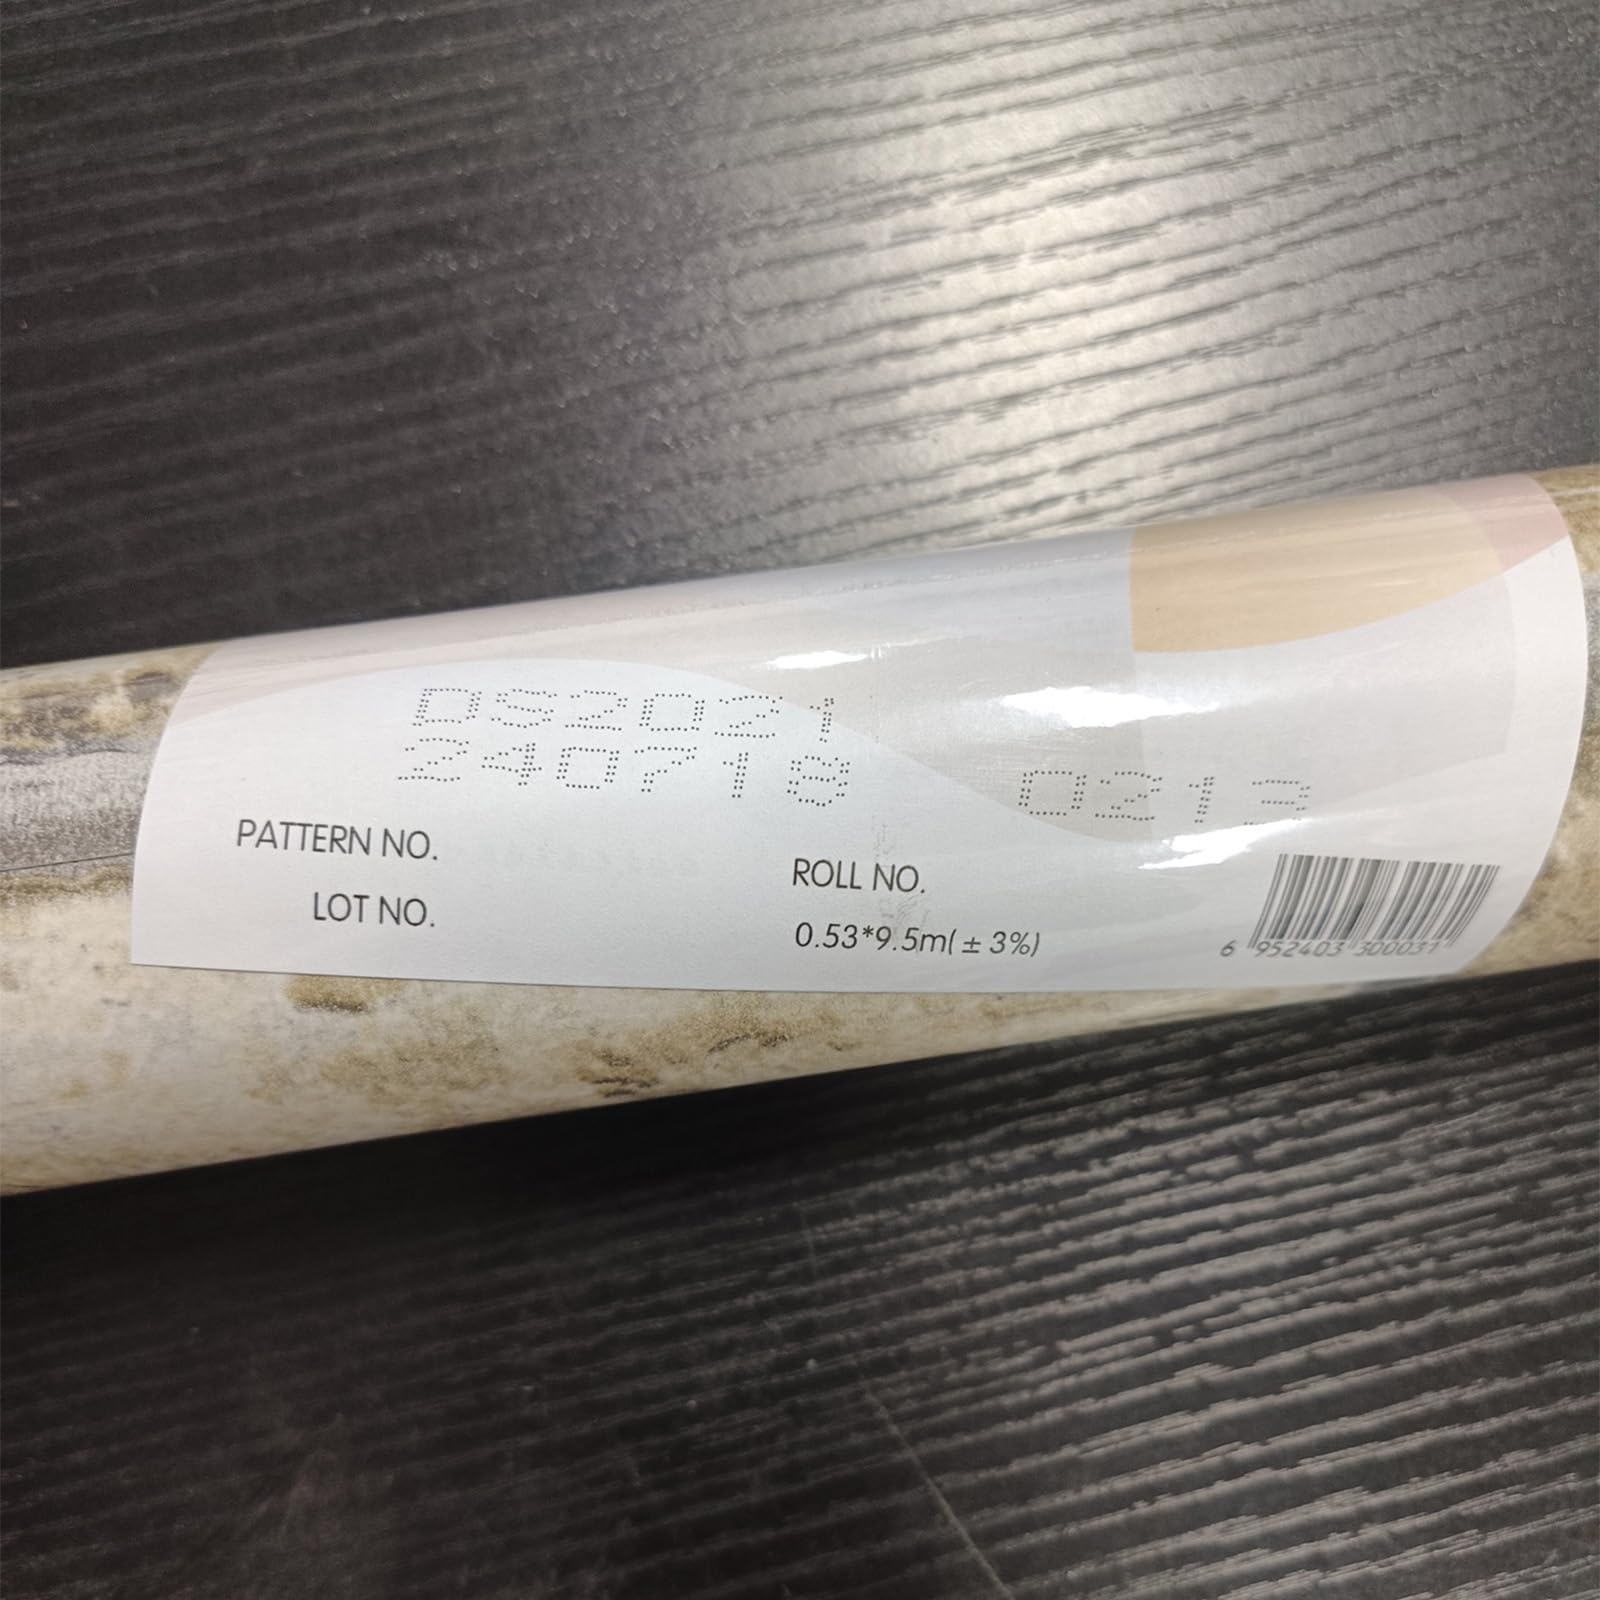 DS2021
240718 0213
PATTERN NO.
ROLL NO.
LOT NO.
0.53*9.5m( ± 3%)
6 952403 300031